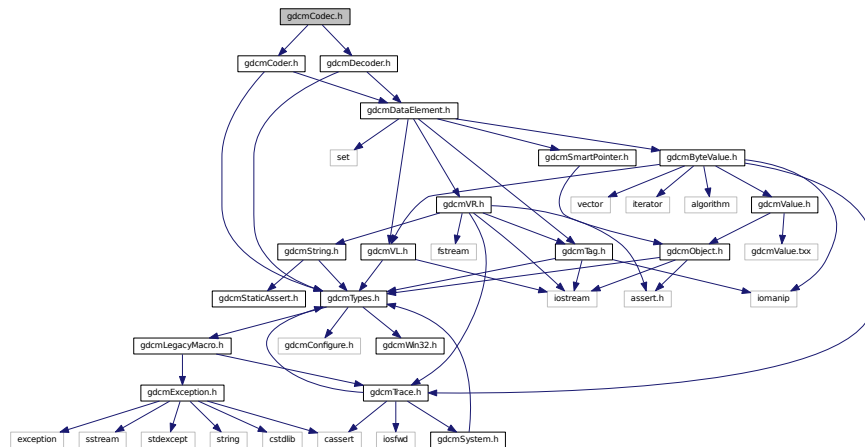 gdcmCodec.h
gdcmCoder.h
gdcmDecoder.h
gdcmDataElement.h
set
gdcmSmartPointer.h
gdcmByteValue.h
gdcmVR.h
vector
iterator
algorithm
gdcmValue.h
gdcmString.h
gdcmVL.h
fstream
gdcmTag.h
gdcmObject.h
gdcmValue.txx
gdcmStaticAssert.h
gdcmTypes.h
iostream
assert.h
iomanip
gdcmLegacyMacro.h
gdcmConfigure.h
gdcmWin32.h
gdcmException.h
gdcmTrace.h
exception
sstream
stdexcept
string
cstdlib
cassert
iosfwd
gdcmSystem.h